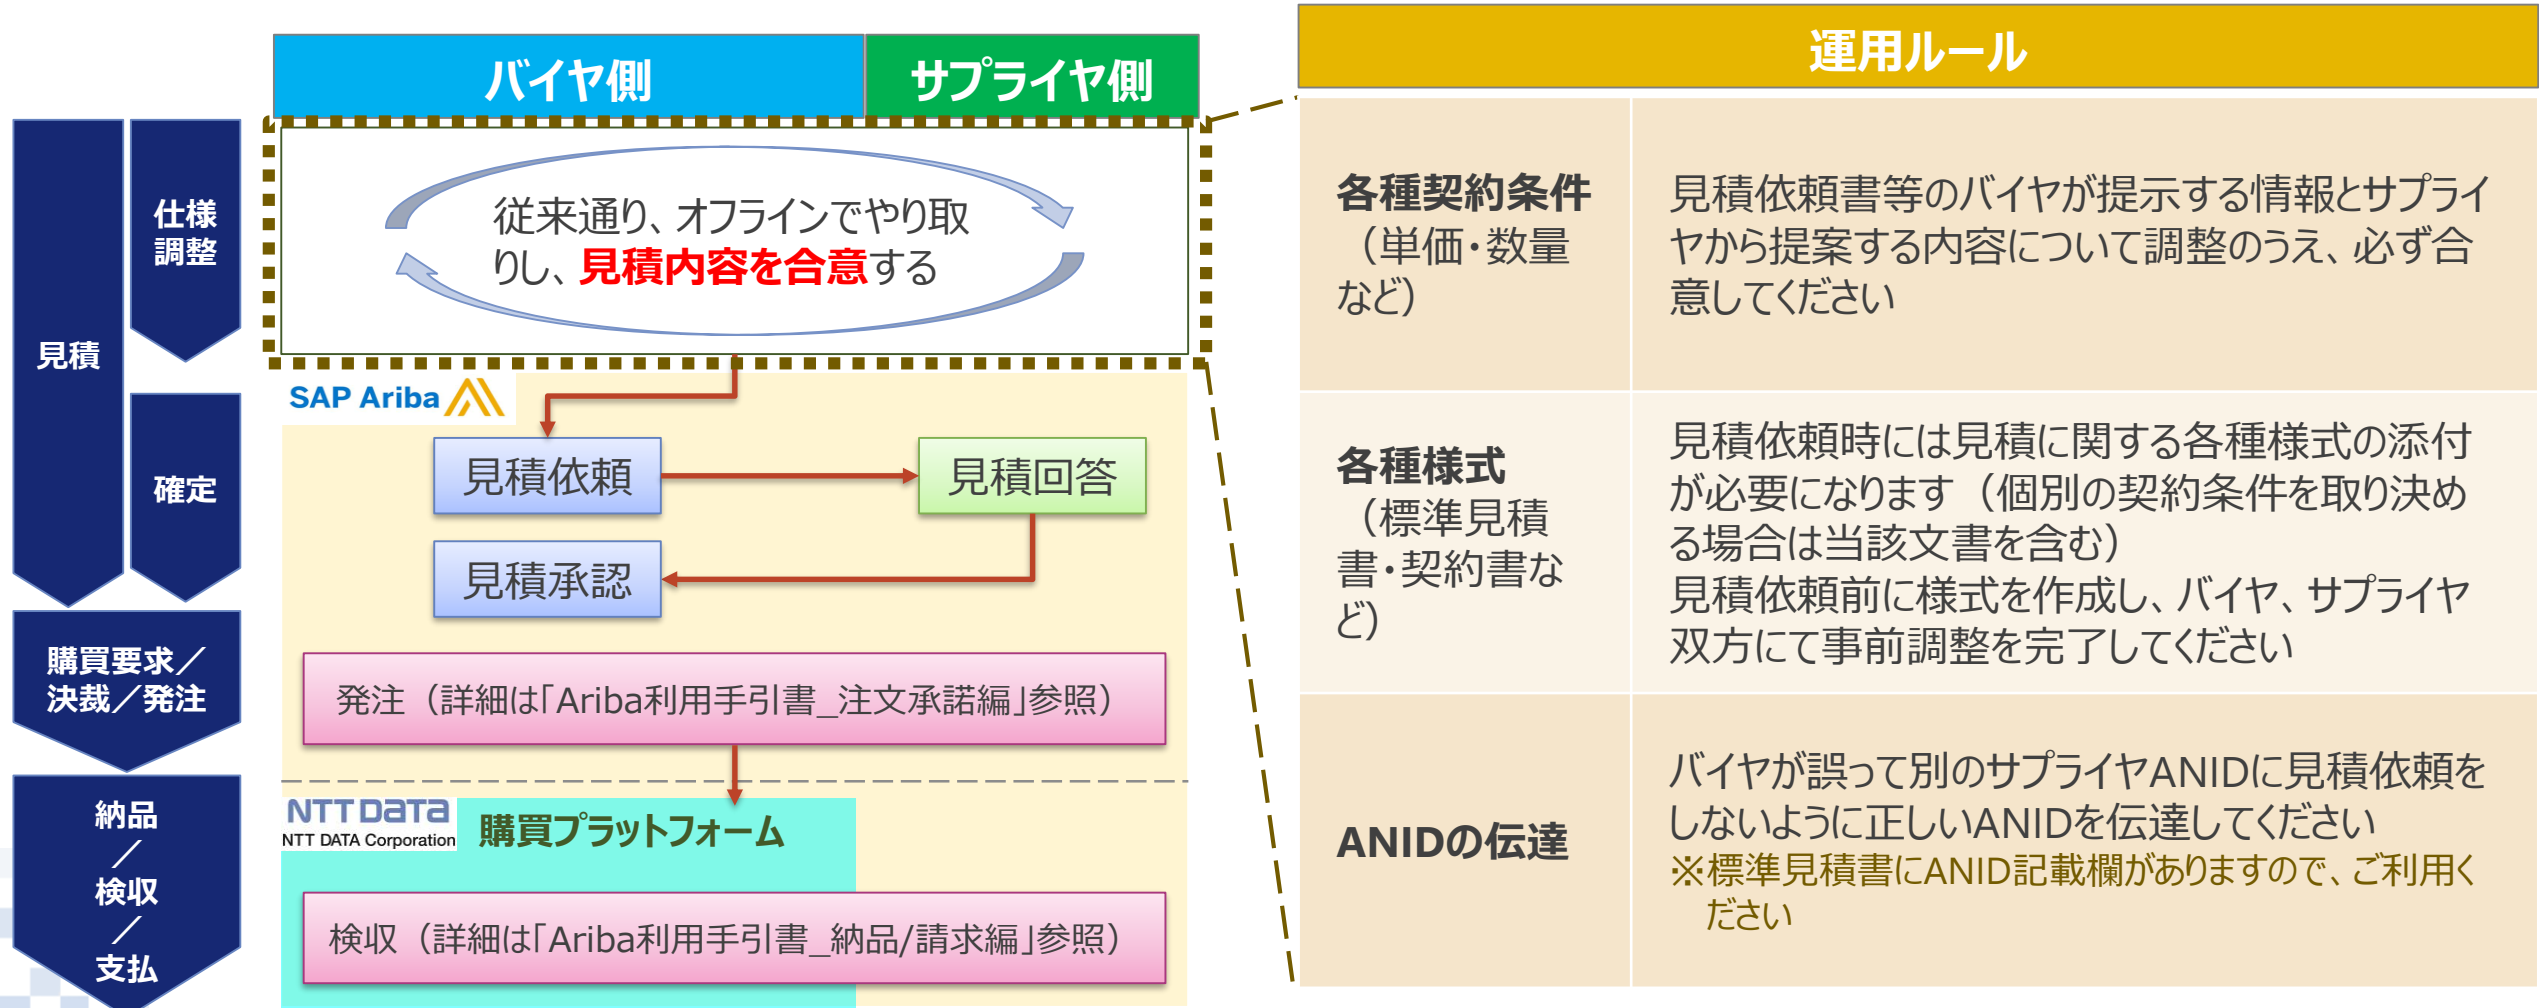 バイヤ側
サプライヤ側
運用ルール
見積
仕様
調整
従来通り、オフラインでやり取
りし、見積内容を合意する
各種契約条件
（単価・数量
など）
見積依頼書等のバイヤが提示する情報とサプライ
ヤから提案する内容について調整のうえ、必ず合
意してください
確定
SAP Ariba
見積依頼
見積回答
見積承認
各種様式
（標準見積
書・契約書な
ど）
見積依頼時には見積に関する各種様式の添付
が必要になります（個別の契約条件を取り決め
る場合は当該文書を含む）
見積依頼前に様式を作成し、バイヤ、サプライヤ
双方にて事前調整を完了してください
購買要求／
決裁／発注
発注（詳細は「Ariba利用手引書_注文承諾編」参照）
納品
／
検収
／
支払
NTT DATA
NTT DATA Corporation
購買プラットフォーム
検収（詳細は「Ariba利用手引書_納品/請求編」参照）
ANIDの伝達
バイヤが誤って別のサプライヤANIDに見積依頼を
しないように正しいANIDを伝達してください
※標準見積書にANID記載欄がありますので、ご利用く
ださい